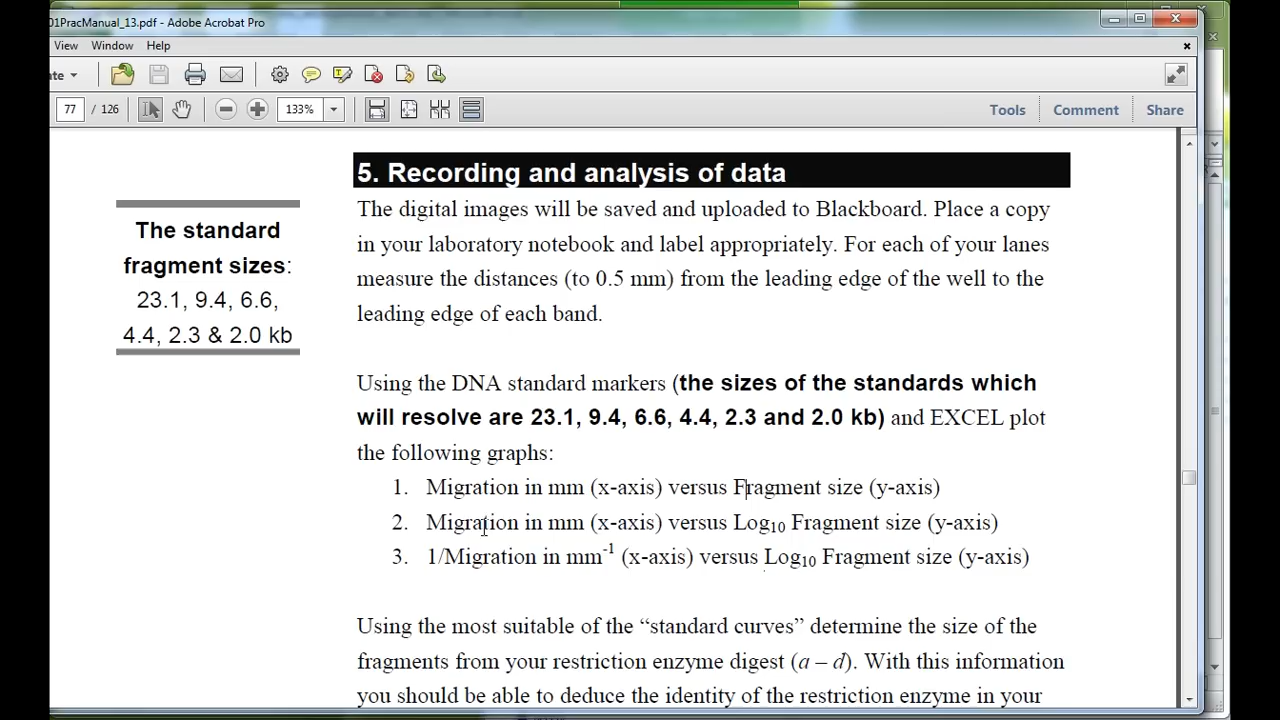 01PracManual_13.pdf - Adobe Acrobat Pro
View Window Help
77 / 126 133% Tools Comment Share
5. Recording and analysis of data
The standard
fragment sizes:
23.1, 9.4, 6.6,
4.4, 2.3 & 2.0 kb
The digital images will be saved and uploaded to Blackboard. Place a copy
in your laboratory notebook and label appropriately. For each of your lanes
measure the distances (to 0.5 mm) from the leading edge of the well to the
leading edge of each band.
Using the DNA standard markers (the sizes of the standards which
will resolve are 23.1, 9.4, 6.6, 4.4, 2.3 and 2.0 kb) and EXCEL plot
the following graphs:
1. Migration in mm (x-axis) versus Fragment size (y-axis)
2. Migration in mm (x-axis) versus Log₁₀ Fragment size (y-axis)
3. 1/Migration in mm⁻¹ (x-axis) versus Log₁₀ Fragment size (y-axis)
Using the most suitable of the “standard curves” determine the size of the
fragments from your restriction enzyme digest (a – d). With this information
you should be able to deduce the identity of the restriction enzyme in your